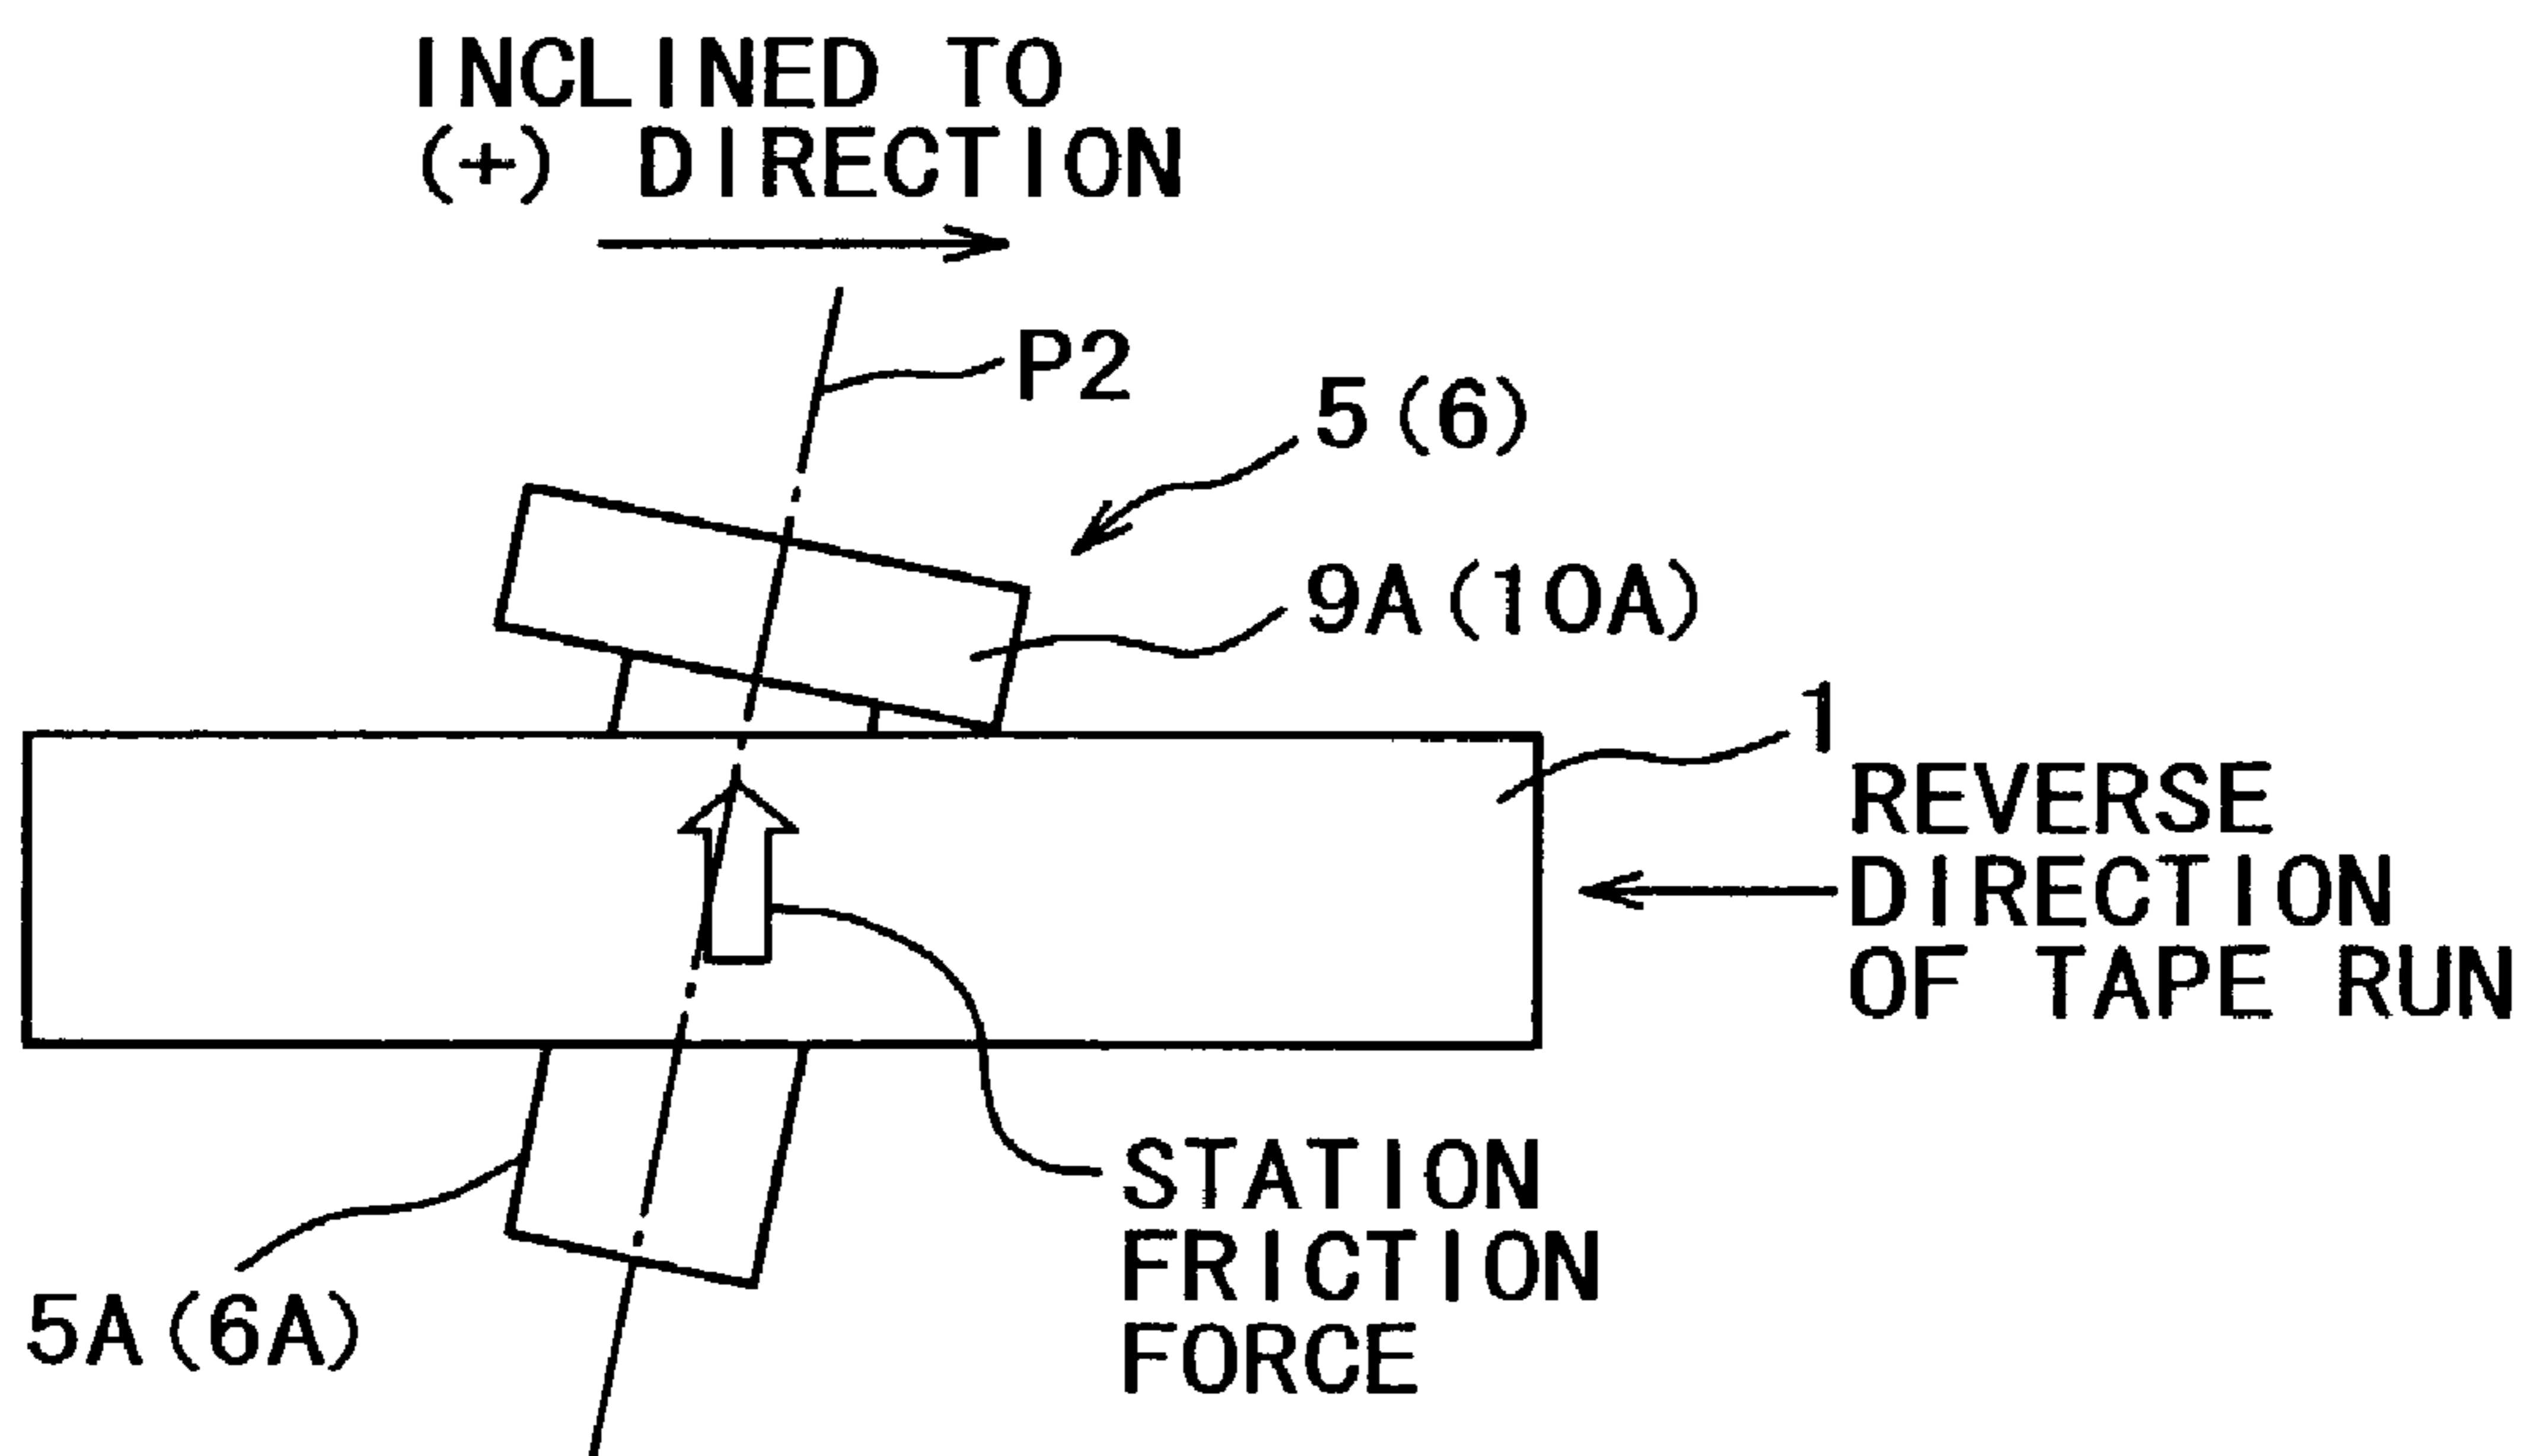 INCLINED TO
(+) DIRECTION
P2
5(6)
9A(10A)
1
REVERSE
DIRECTION
OF TAPE RUN
STATION
FRICTION
FORCE
5A(6A)